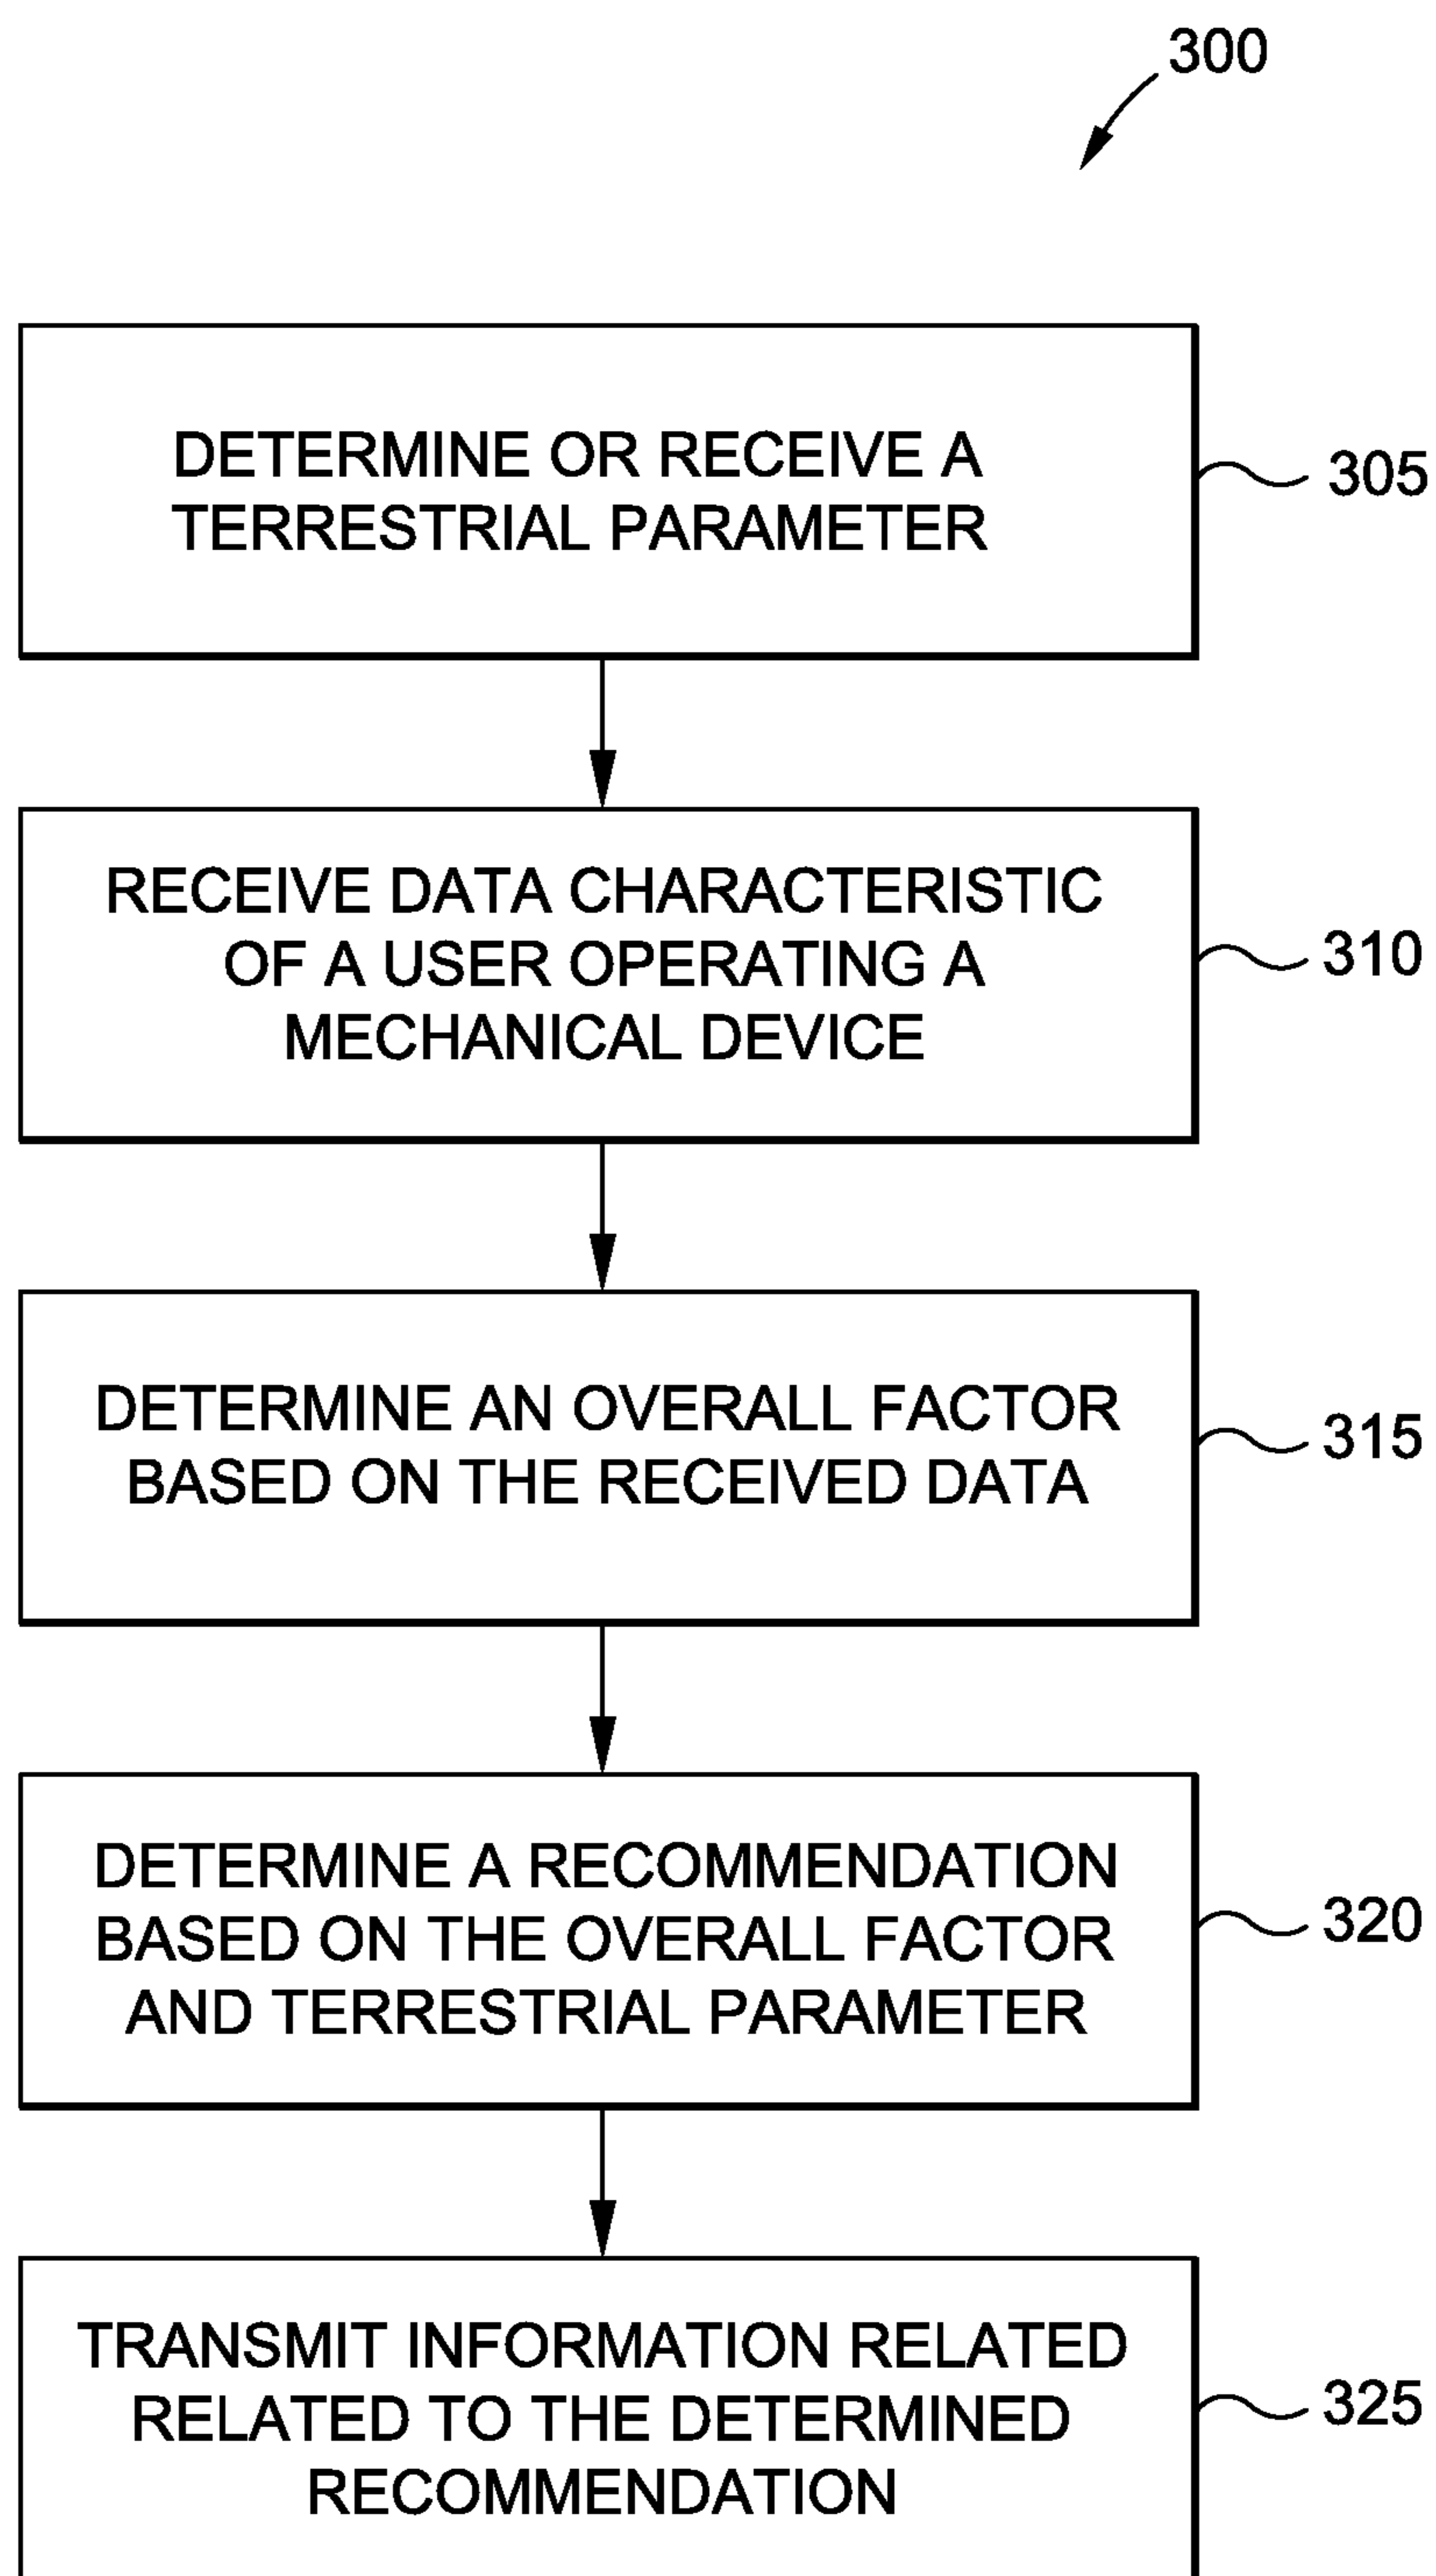 300
DETERMINE OR RECEIVE A
TERRESTRIAL PARAMETER
305
RECEIVE DATA CHARACTERISTIC
OF A USER OPERATING A
MECHANICAL DEVICE
310
DETERMINE AN OVERALL FACTOR
BASED ON THE RECEIVED DATA
315
DETERMINE A RECOMMENDATION
BASED ON THE OVERALL FACTOR
AND TERRESTRIAL PARAMETER
320
TRANSMIT INFORMATION RELATED
RELATED TO THE DETERMINED
RECOMMENDATION
325